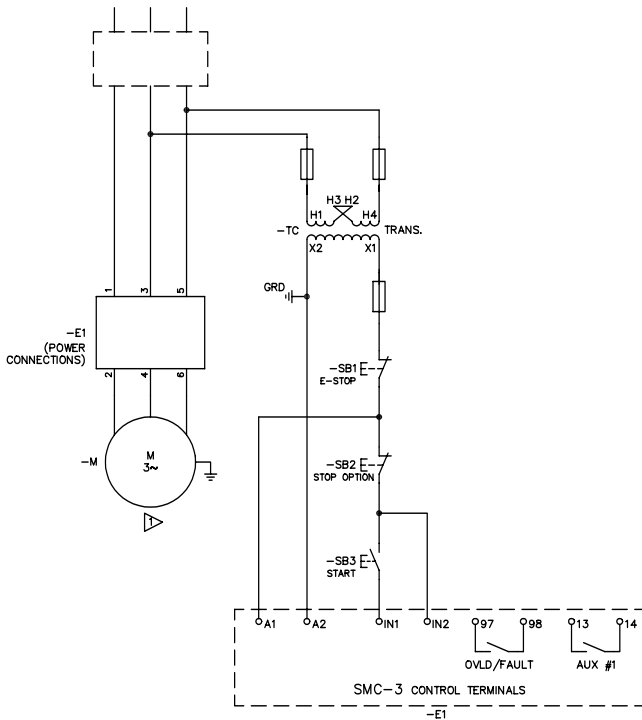 H3 H2
H1
H4
-TC
TRANS.
X2
X1
GRD
1
3
5
-E1
(POWER
CONNECTIONS)
2
4
6
-SB1
E-STOP
-M
M
3~
-SB2
STOP OPTION
1
-SB3
START
A1
A2
IN1
IN2
97
98
13
14
OVLD/FAULT
AUX #1
SMC-3 CONTROL TERMINALS
-E1